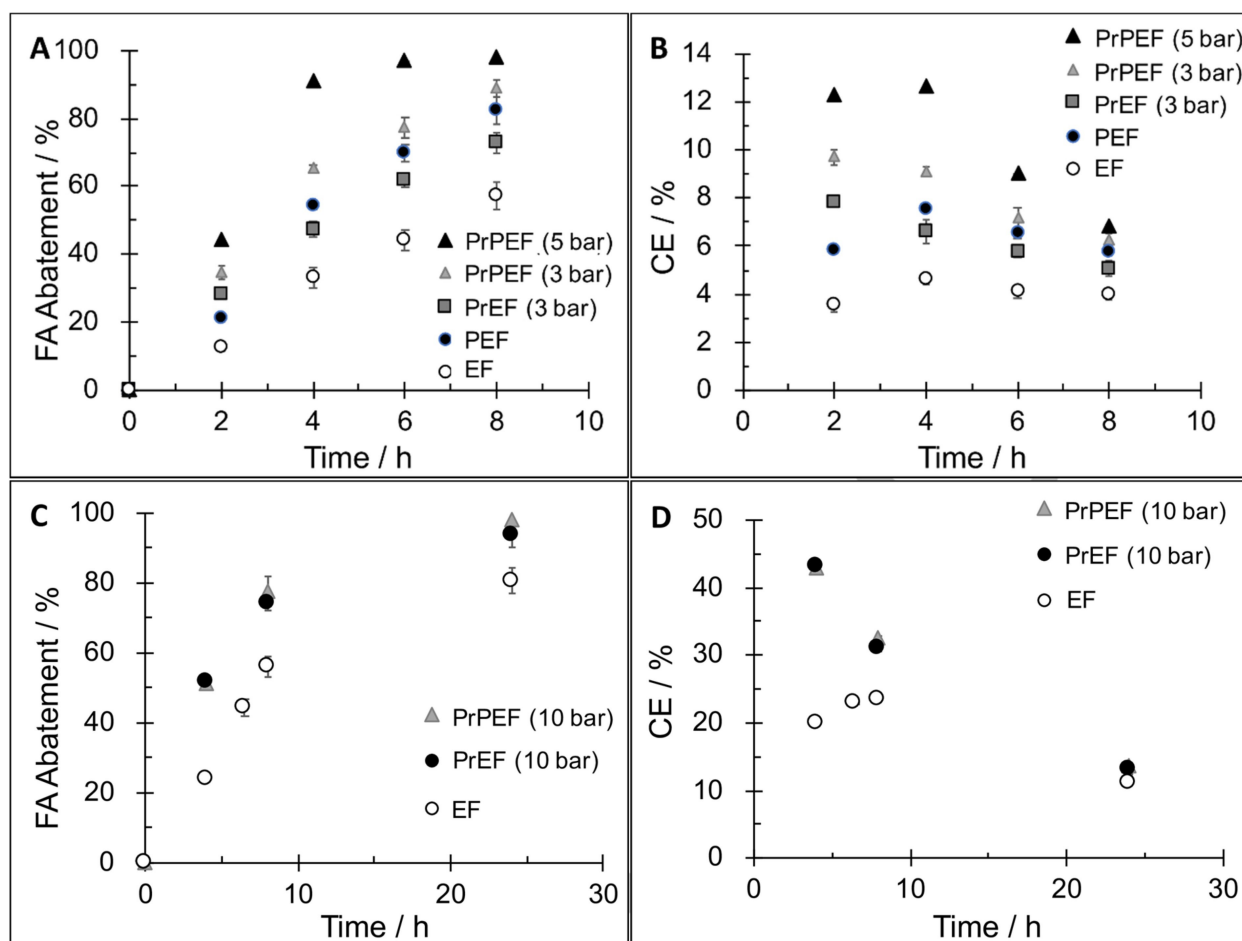 A
FA Abatement / %
100
80
60
40
20
0
PrPEF (5 bar)
PrPEF (3 bar)
PrEF (3 bar)
PEF
EF
0 2 4 6 8 10
Time / h
B
CE / %
PrPEF (5 bar)
PrPEF (3 bar)
PrEF (3 bar)
PEF
EF
14
12
10
8
6
4
2
0
0 2 4 6 8 10
Time / h
C
FA Abatement / %
100
80
60
40
20
0
PrPEF (10 bar)
PrEF (10 bar)
EF
0 10 20 30
Time / h
D
CE / %
PrPEF (10 bar)
PrEF (10 bar)
EF
50
40
30
20
10
0
0 10 20 30
Time / h